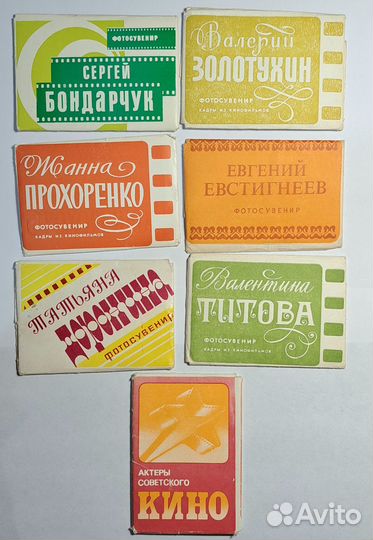 ФОТОСУВЕНИР
СЕРГЕЙ
БОНДАРЧУК
Валерий
ЗОЛОТУХИН
ФОТОСУВЕНИР
КАДРЫ ИЗ КИНОФИЛЬМОВ
Жанна
ПРОХОРЕНКО
ФОТОСУВЕНИР
КАДРЫ ИЗ КИНОФИЛЬМОВ
ЕВГЕНИЙ
ЕВСТИГНЕЕВ
ФОТОСУВЕНИР
ТАТЬЯНА
ДОРОНИНА
ФОТОСУВЕНИР
Валентина
ТИТОВА
ФОТОСУВЕНИР
КАДРЫ ИЗ КИНОФИЛЬМОВ
АКТЕРЫ
СОВЕТСКОГО
КИНО
Avito